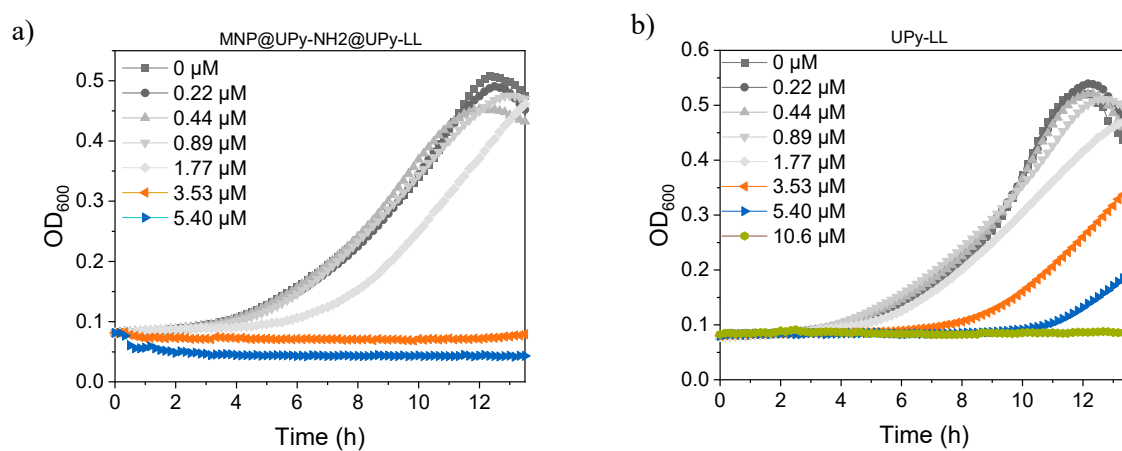 a)
MNP@UPy-NH2@UPy-LL
0 µM
0.22 µM
0.44 µM
0.89 µM
1.77 µM
3.53 µM
5.40 µM
0.5
0.4
0.3
0.2
0.1
0.0
OD600
0 2 4 6 8 10 12
Time (h)
b)
UPy-LL
0 µM
0.22 µM
0.44 µM
0.89 µM
1.77 µM
3.53 µM
5.40 µM
10.6 µM
0.6
0.5
0.4
0.3
0.2
0.1
0.0
OD600
0 2 4 6 8 10 12
Time (h)